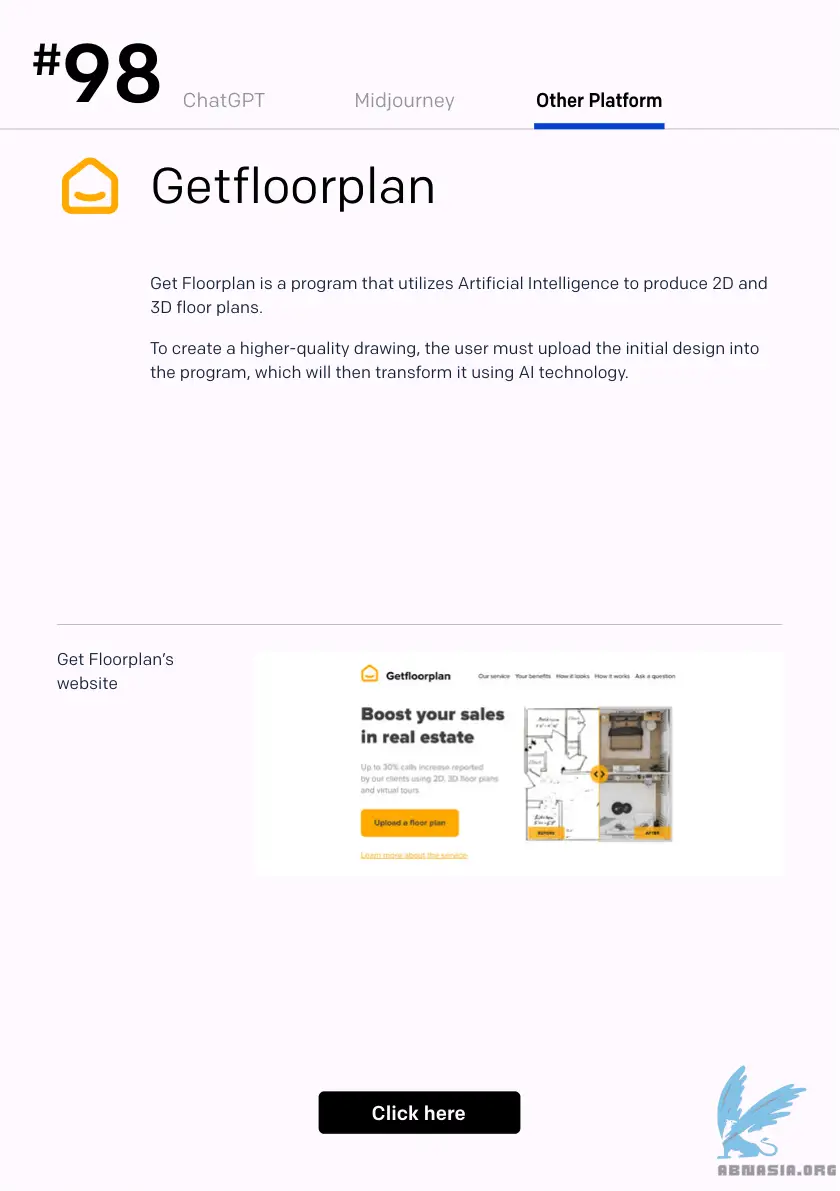 #98
ChatGPT
Midjourney
Other Platform
Getfloorplan
Get Floorplan is a program that utilizes Artificial Intelligence to produce 2D and
3D floor plans.
To create a higher-quality drawing, the user must upload the initial design into
the program, which will then transform it using AI technology.
Get Floorplan's
website
Getfloorplan
Our service
Your benefits
How it looks
How it works
Ask a question
Boost your sales
in real estate
Up to 30% calls increase reported
by our clients using 2D, 3D floor plans
and virtual tours
Upload a floor plan
Learn more about the service
BEFORE
AFTER
Click here
ABNASIA.ORG